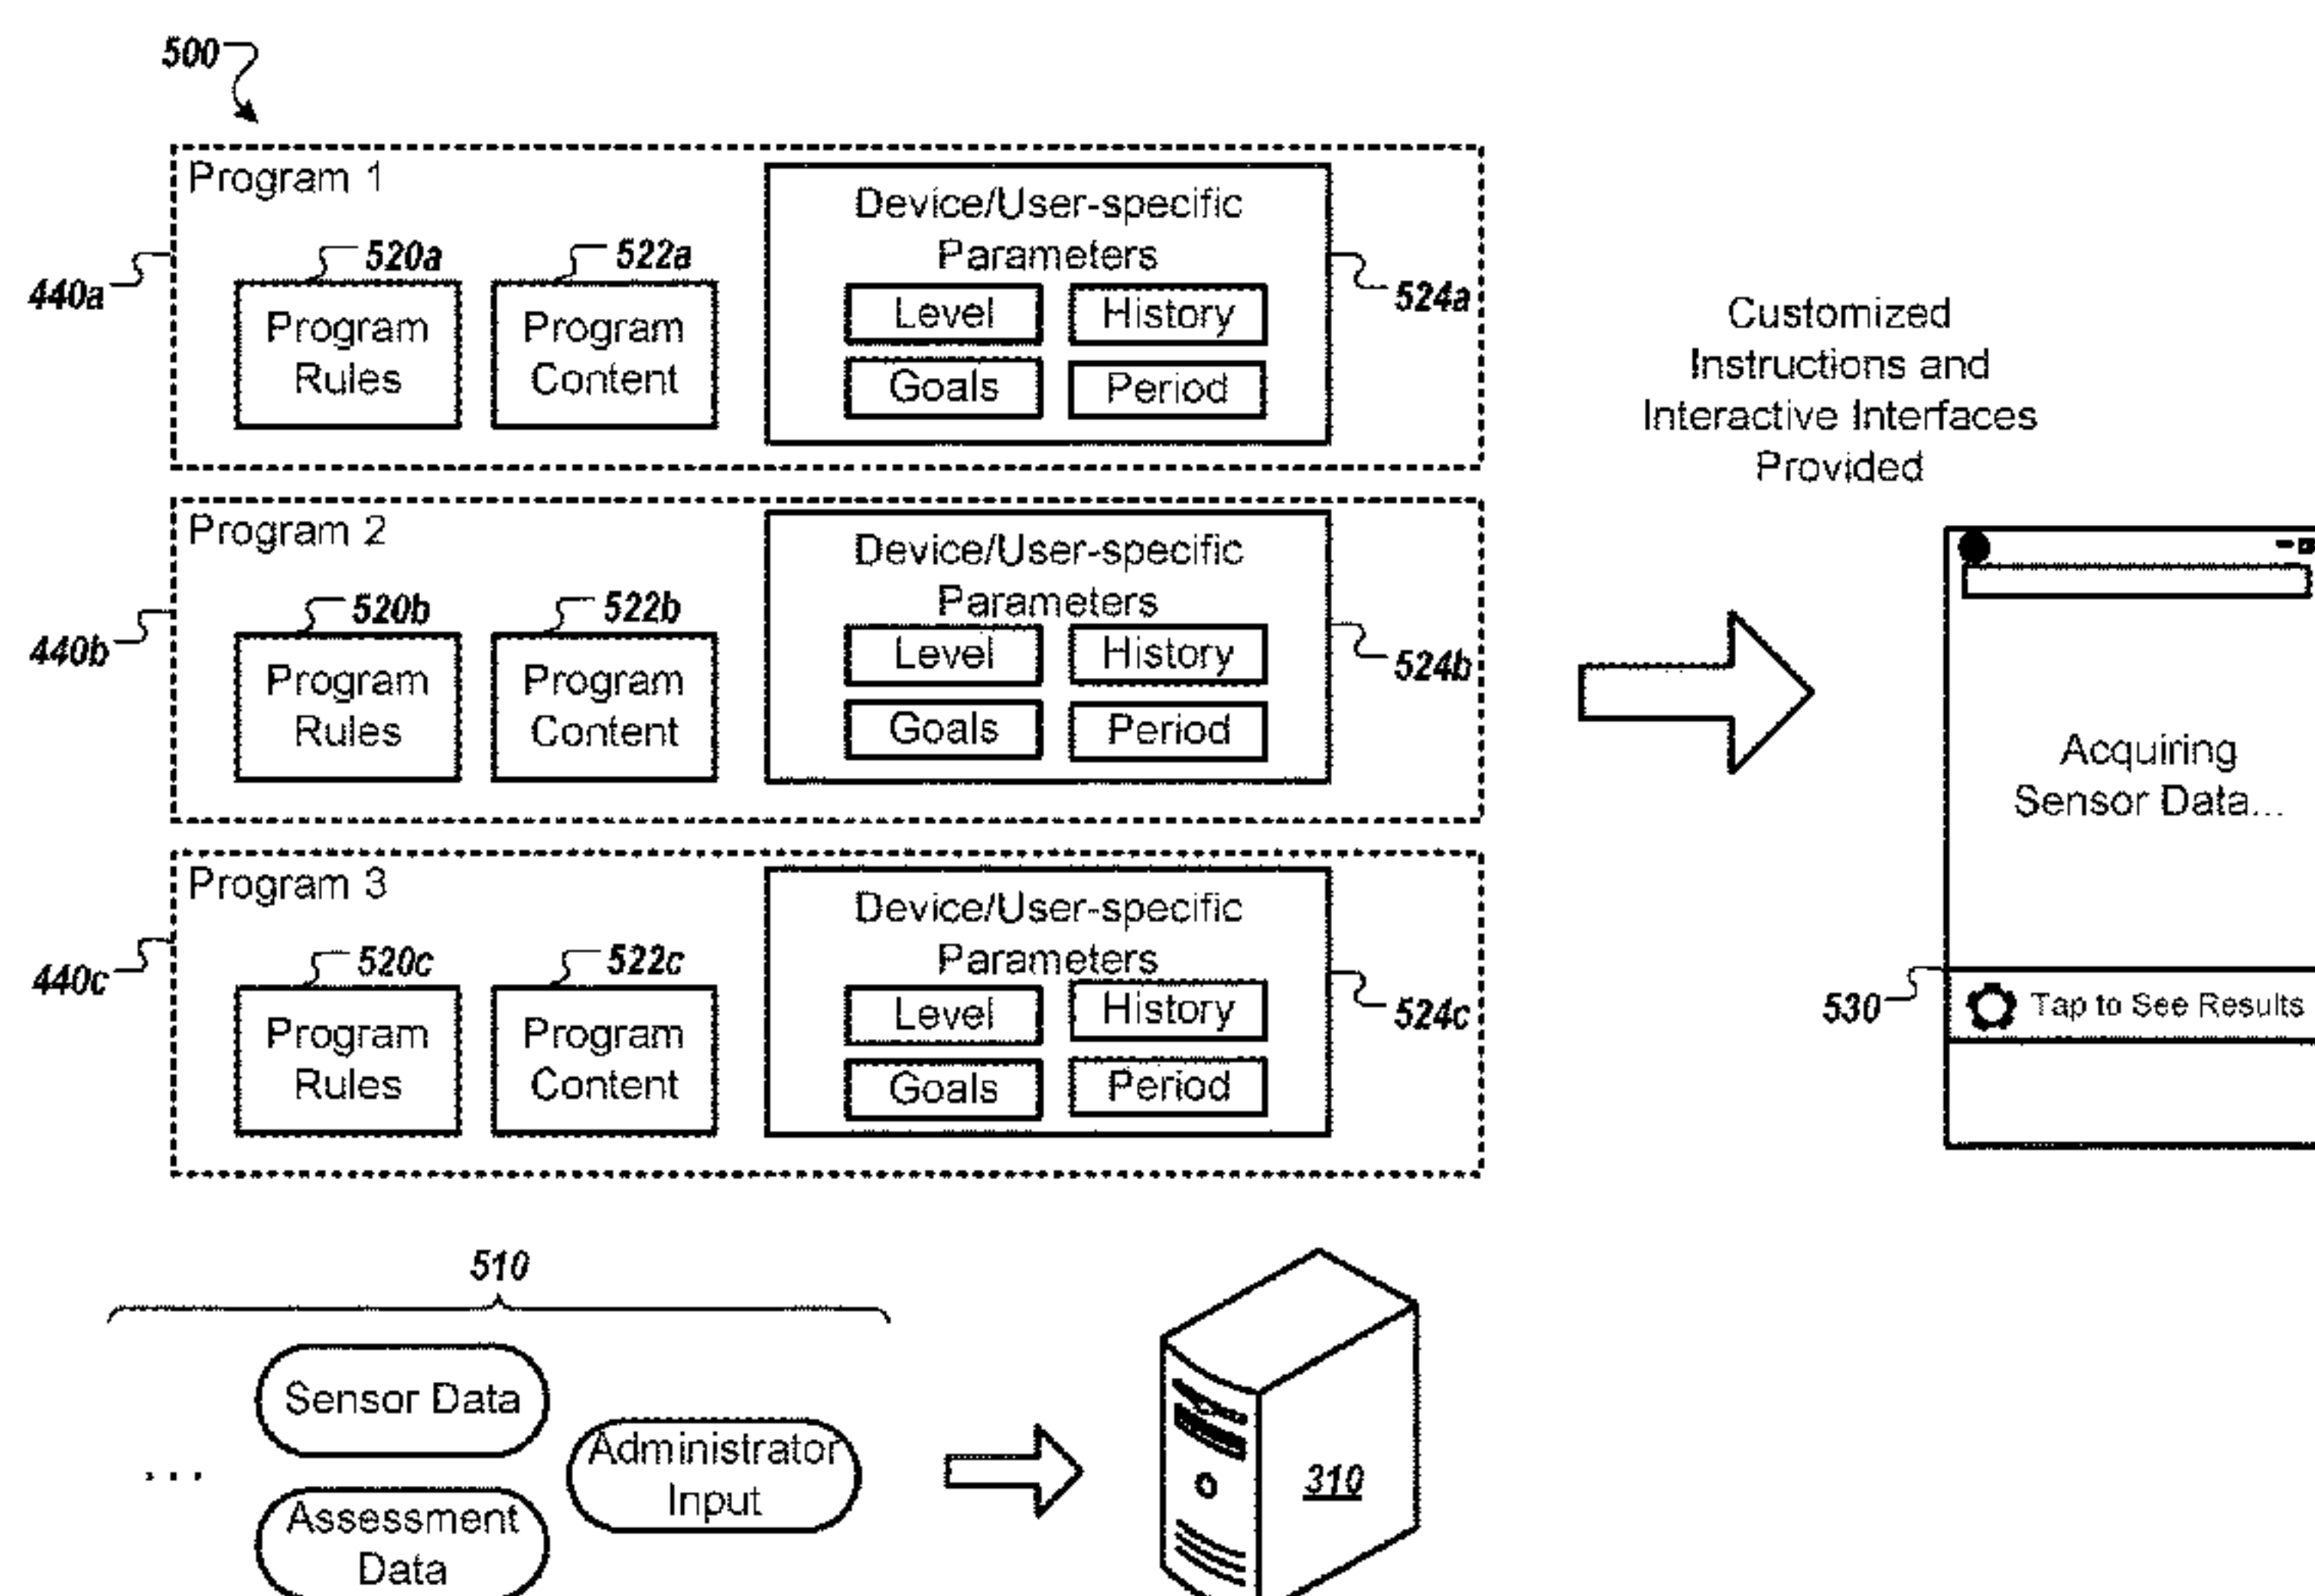 500
Program 1
440a
520a
Program
Rules
522a
Program
Content
Device/User-specific
Parameters
Level
History
Goals
Period
524a
Program 2
440b
520b
Program
Rules
522b
Program
Content
Device/User-specific
Parameters
Level
History
Goals
Period
524b
Program 3
440c
520c
Program
Rules
522c
Program
Content
Device/User-specific
Parameters
Level
History
Goals
Period
524c
Customized
Instructions and
Interactive Interfaces
Provided
Acquiring
Sensor Data...
530
Tap to See Results
510
...
Sensor Data
Assessment
Data
Administrator
Input
310